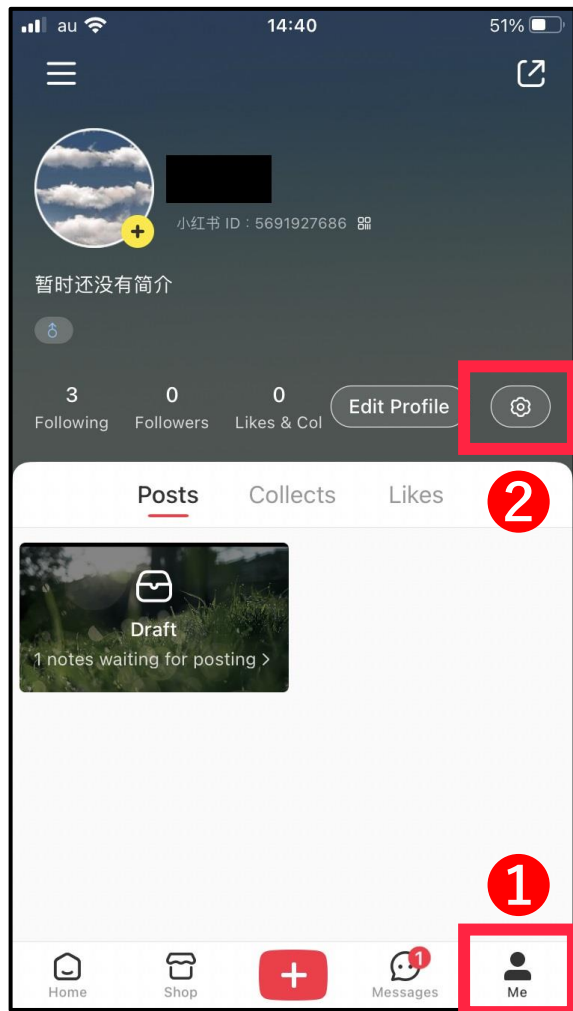 au 14:40 51%
小红书 ID：5691927686
暂时还没有简介
3 0 0
Following Followers Likes & Col
Edit Profile
2
Posts Collects Likes
Draft
1 notes waiting for posting >
1
1
Home Shop Messages Me